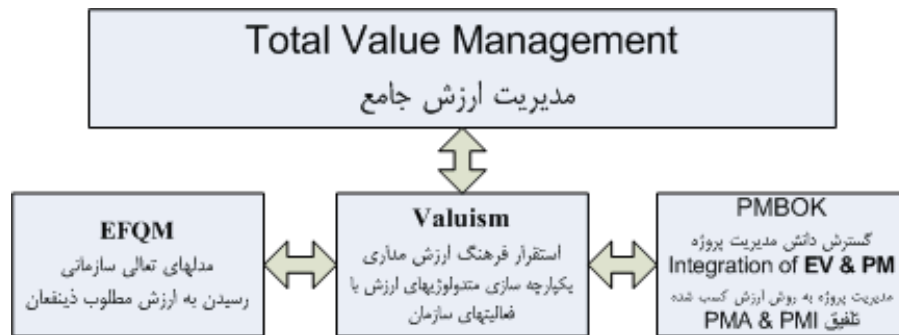 Total Value Management
مدیریت ارزش جامع
EFQM
مدلهای تعالی سازمانی
رسیدن به ارزش مطلوب ذینفعان
Valuism
استقرار فرهنگ ارزش مداری
یکپارچه سازی متدولوژیهای ارزش با
فعالیتهای سازمان
PMBOK
گسترش دانش مدیریت پروژه
Integration of EV & PM
مدیریت پروژه به روش ارزش کسب شده
تلفیق PMA & PMI